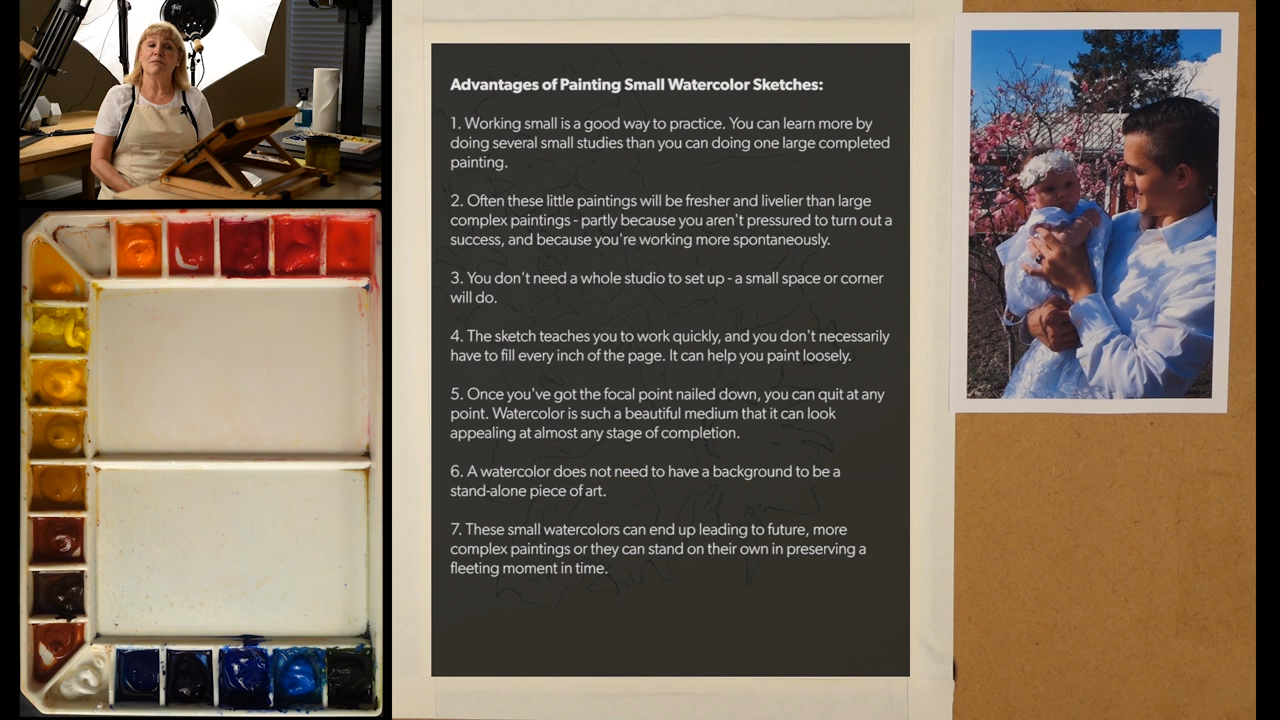 Advantages of Painting Small Watercolor Sketches:
1. Working small is a good way to practice. You can learn more by
doing several small studies than you can doing one large completed
painting.
2. Often these little paintings will be fresher and livelier than large
complex paintings - partly because you aren't pressured to turn out a
success, and because you're working more spontaneously.
3. You don't need a whole studio to set up - a small space or corner
will do.
4. The sketch teaches you to work quickly, and you don't necessarily
have to fill every inch of the page. It can help you paint loosely.
5. Once you've got the focal point nailed down, you can quit at any
point. Watercolor is such a beautiful medium that it can look
appealing at almost any stage of completion.
6. A watercolor does not need to have a background to be a
stand-alone piece of art.
7. These small watercolors can end up leading to future, more
complex paintings or they can stand on their own in preserving a
fleeting moment in time.